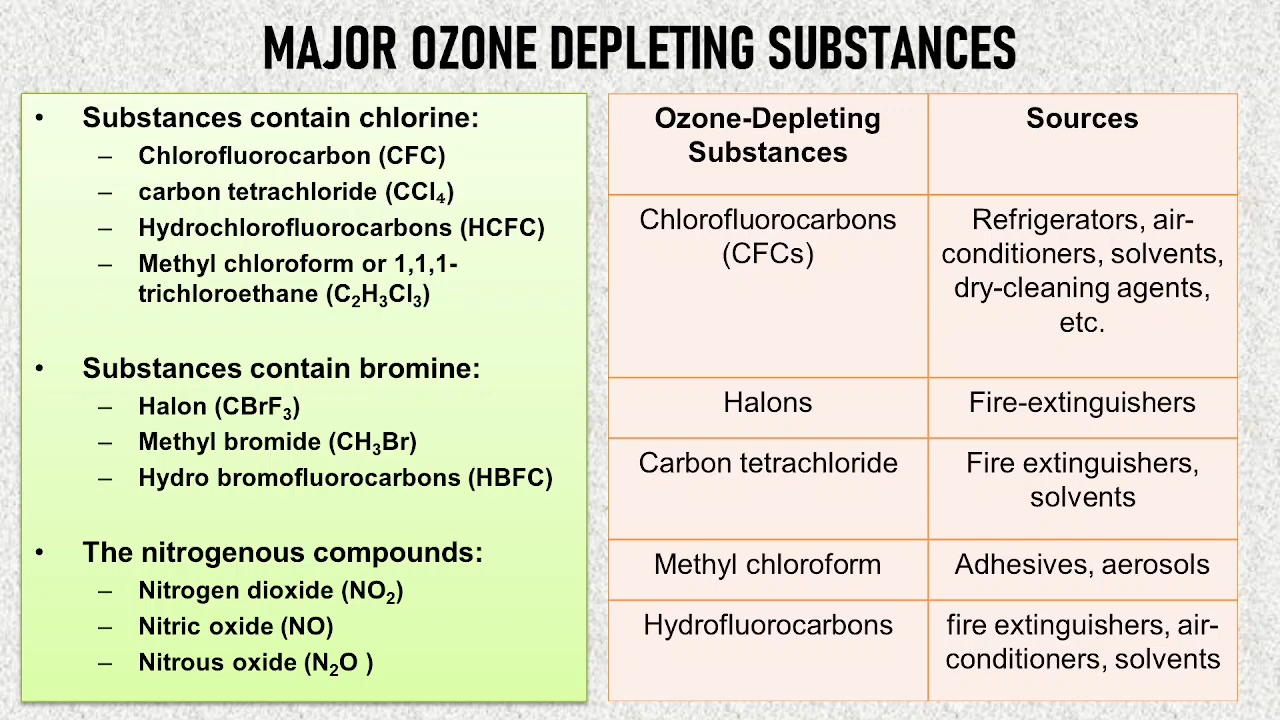 MAJOR OZONE DEPLETING SUBSTANCES
• Substances contain chlorine:
– Chlorofluorocarbon (CFC)
– carbon tetrachloride (CCl₄)
– Hydrochlorofluorocarbons (HCFC)
– Methyl chloroform or 1,1,1-
trichloroethane (C₂H₃Cl₃)
• Substances contain bromine:
– Halon (CBrF₃)
– Methyl bromide (CH₃Br)
– Hydro bromofluorocarbons (HBFC)
• The nitrogenous compounds:
– Nitrogen dioxide (NO₂)
– Nitric oxide (NO)
– Nitrous oxide (N₂O )
Ozone-Depleting
Substances
Sources
Chlorofluorocarbons
(CFCs)
Refrigerators, air-
conditioners, solvents,
dry-cleaning agents,
etc.
Halons
Fire-extinguishers
Carbon tetrachloride
Fire extinguishers,
solvents
Methyl chloroform
Adhesives, aerosols
Hydrofluorocarbons
fire extinguishers, air-
conditioners, solvents